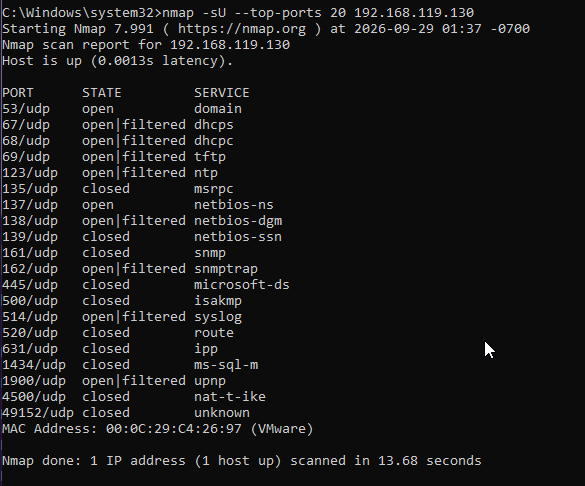 C:\Windows\system32>nmap -sU --top-ports 20 192.168.119.130
Starting Nmap 7.991 ( https://nmap.org ) at 2026-09-29 01:37 -0700
Nmap scan report for 192.168.119.130
Host is up (0.0013s latency).

PORT      STATE         SERVICE
53/udp    open          domain
67/udp    open|filtered dhcps
68/udp    open|filtered dhcpc
69/udp    open|filtered tftp
123/udp   open|filtered ntp
135/udp   closed        msrpc
137/udp   open          netbios-ns
138/udp   open|filtered netbios-dgm
139/udp   closed        netbios-ssn
161/udp   closed        snmp
162/udp   open|filtered snmptrap
445/udp   closed        microsoft-ds
500/udp   closed        isakmp
514/udp   open|filtered syslog
520/udp   closed        route
631/udp   closed        ipp
1434/udp  closed        ms-sql-m
1900/udp  open|filtered upnp
4500/udp  closed        nat-t-ike
49152/udp closed        unknown
MAC Address: 00:0C:29:C4:26:97 (VMware)

Nmap done: 1 IP address (1 host up) scanned in 13.68 seconds